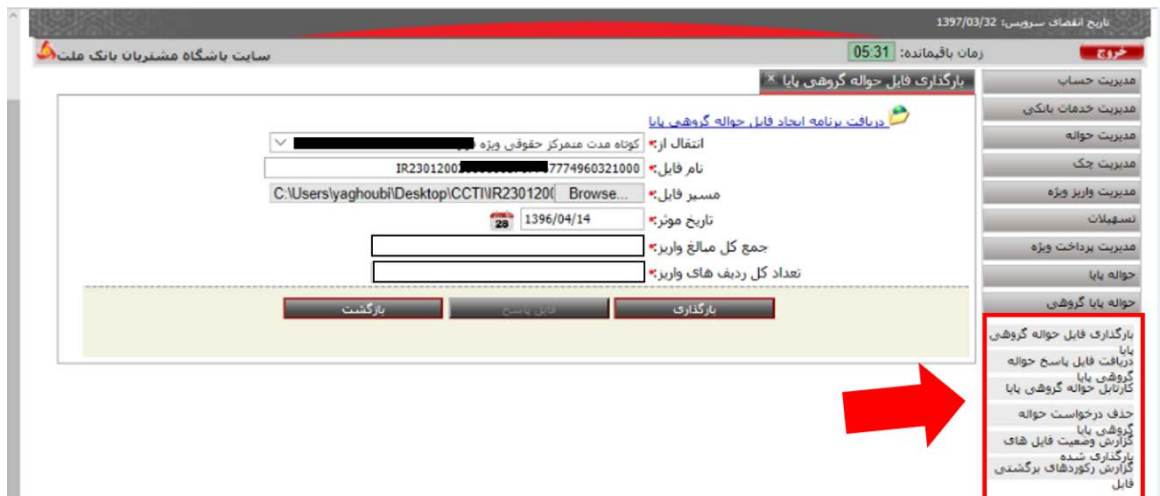 تاریخ انقضای سرویس: 1397/03/32
خروج
زمان باقیمانده: 05:31
سایت باشگاه مشتریان بانک ملت
مدیریت حساب
مدیریت خدمات بانکی
مدیریت حواله
مدیریت چک
مدیریت واریز ویژه
تسهیلات
مدیریت پرداخت ویژه
حواله پایا
حواله پایا گروهی
بارگذاری فایل حواله گروهی
پایا
دریافت فایل پاسخ حواله
گروهی پایا
کارتابل حواله گروهی پایا
حذف درخواست حواله
گروهی پایا
گزارش وضعیت فایل های
بارگذاری شده
گزارش رکوردهای برگشتی
فایل
بارگذاری فایل حواله گروهی پایا ×
دریافت برنامه ایجاد فایل حواله گروهی پایا
انتقال از:* کوتاه مدت متمرکز حقوقی ویژه
نام فایل:* IR2301200 7774960321000
مسیر فایل:* C:\Users\yaghoubi\Desktop\CCTI\IR230120( Browse...
تاریخ موثر:* 1396/04/14 28
جمع کل مبالغ واریز:*
تعداد کل ردیف های واریز:*
بارگذاری فایل پاسخ بازگشت